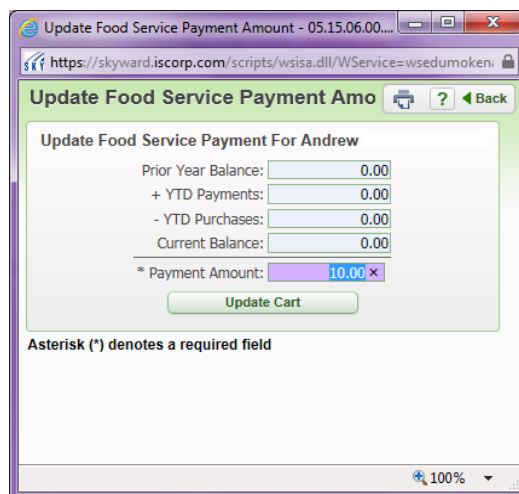 Update Food Service Payment Amount - 05.15.06.00....
https://skyward.iscorp.com/scripts/wsisa.dll/WService=wsedumoken
Update Food Service Payment Amo ? Back
Update Food Service Payment For Andrew
Prior Year Balance: 0.00
+ YTD Payments: 0.00
- YTD Purchases: 0.00
Current Balance: 0.00
* Payment Amount: 10.00 ×
Update Cart
Asterisk (*) denotes a required field
100%